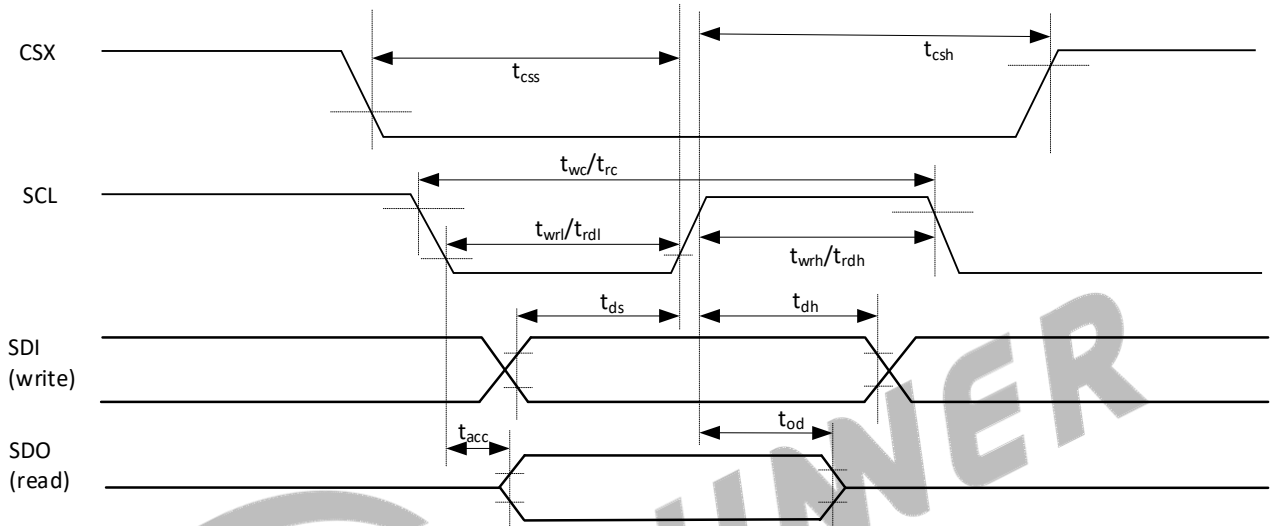 CSX
t_css
t_csh
SCL
t_wc/t_rc
t_wrl/t_rdl
t_wrh/t_rdh
t_ds
t_dh
SDI
(write)
t_acc
t_od
SDO
(read)